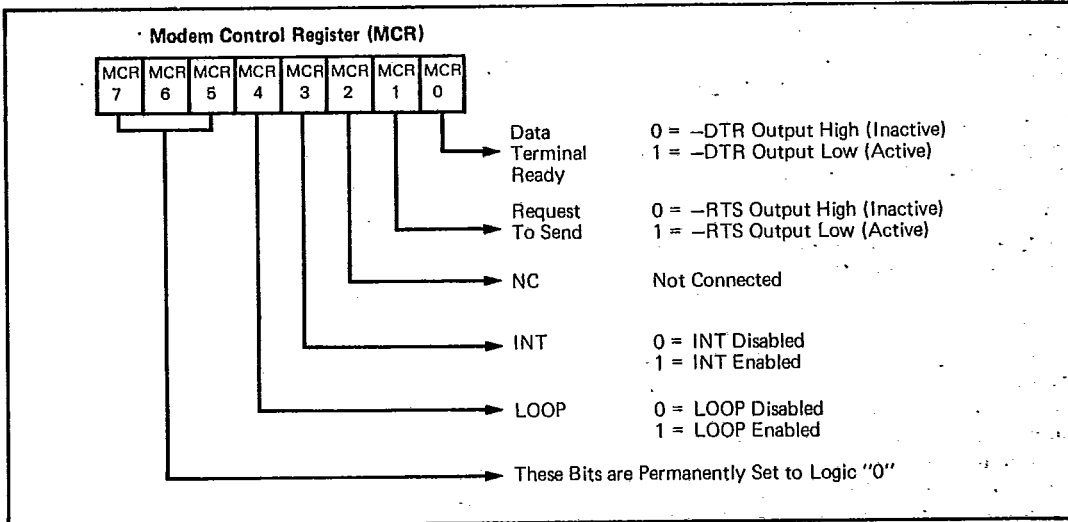 Modem Control Register (MCR)
MCR MCR MCR MCR MCR MCR MCR MCR
7 6 5 4 3 2 1 0
Data Terminal Ready
0 = –DTR Output High (Inactive)
1 = –DTR Output Low (Active)
Request To Send
0 = –RTS Output High (Inactive)
1 = –RTS Output Low (Active)
NC Not Connected
INT 0 = INT Disabled
1 = INT Enabled
LOOP 0 = LOOP Disabled
1 = LOOP Enabled
These Bits are Permanently Set to Logic "0"